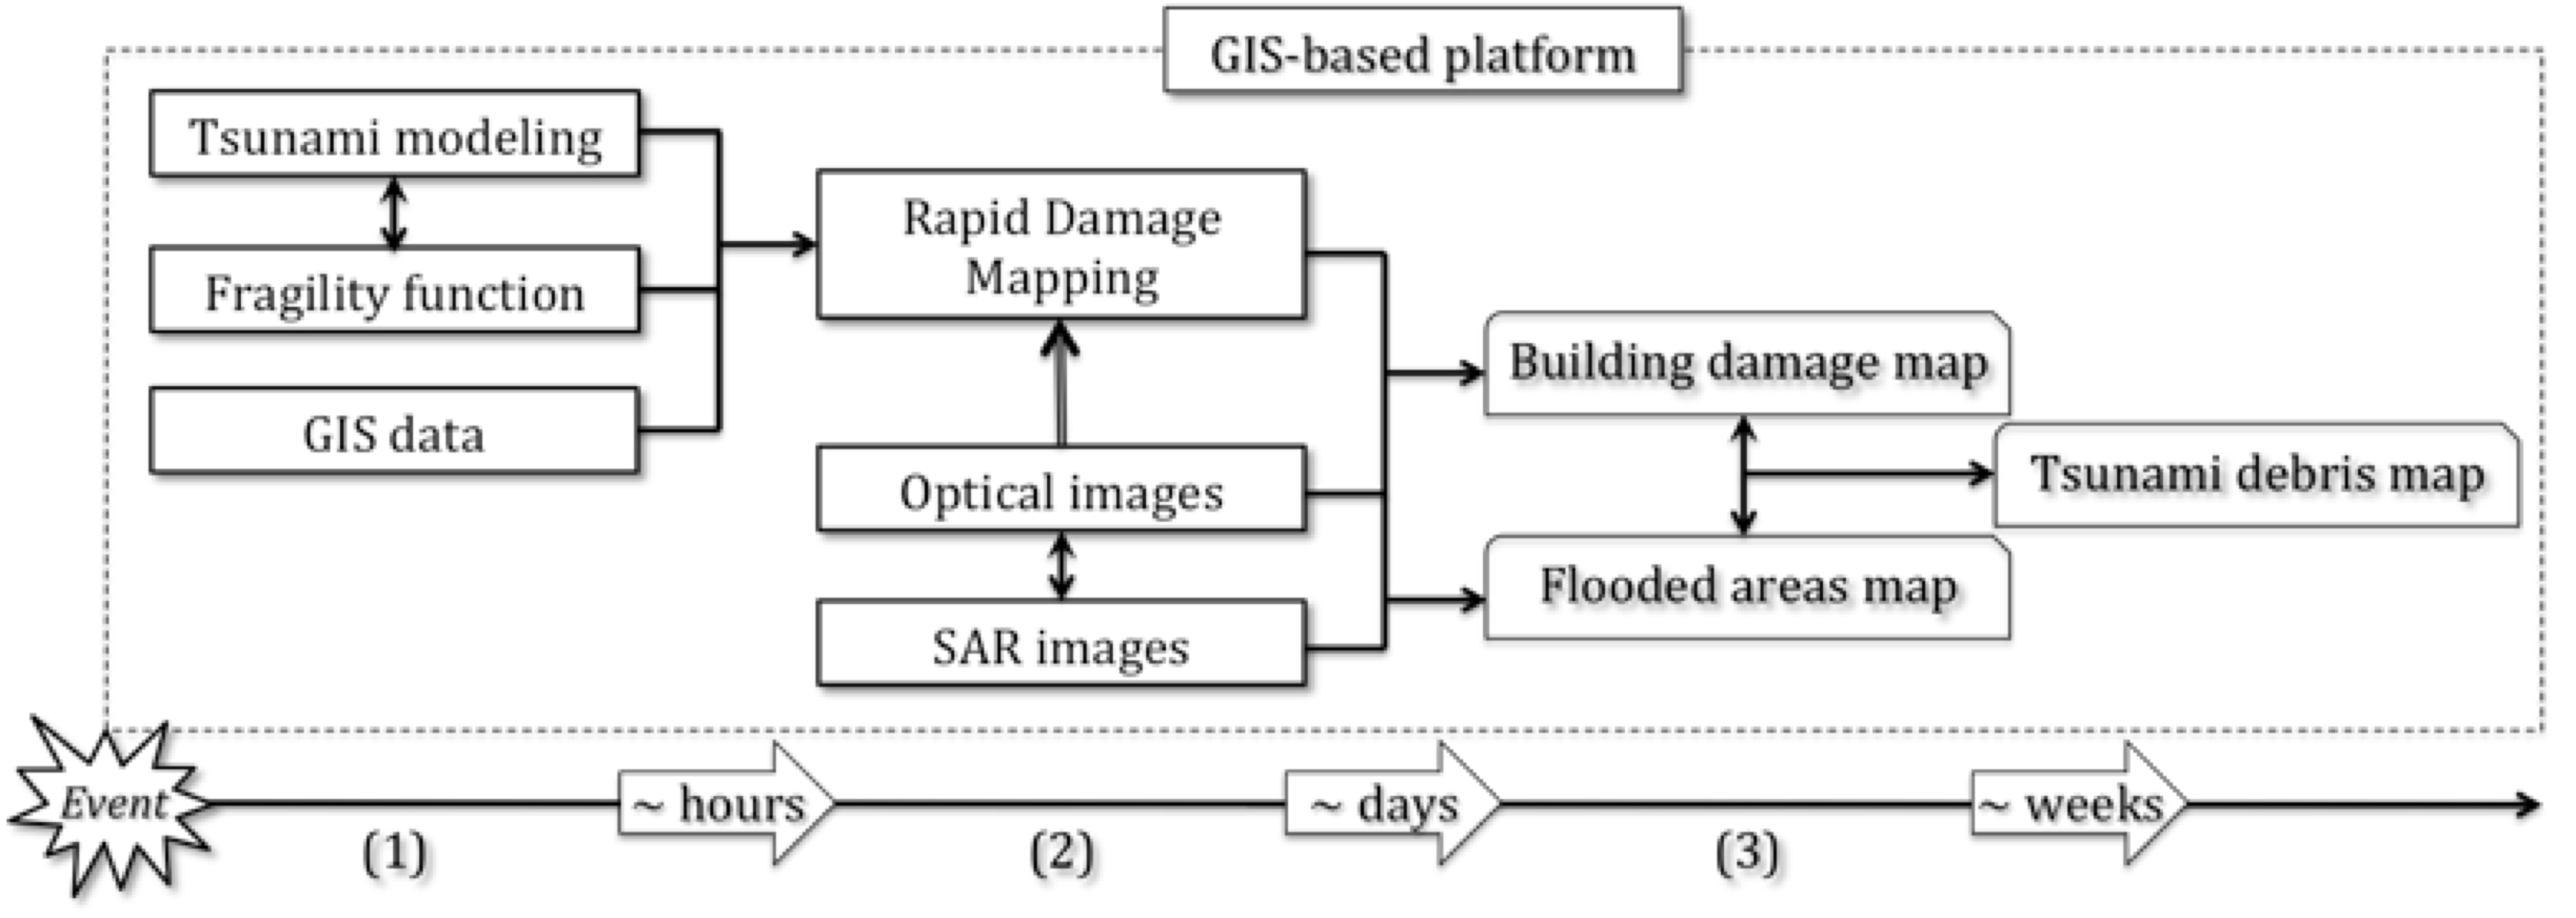 GIS-based platform
Tsunami modeling
Fragility function
GIS data
Rapid Damage
Mapping
Optical images
SAR images
Building damage map
Tsunami debris map
Flooded areas map
Event
~ hours
~ days
~ weeks
(1)
(2)
(3)